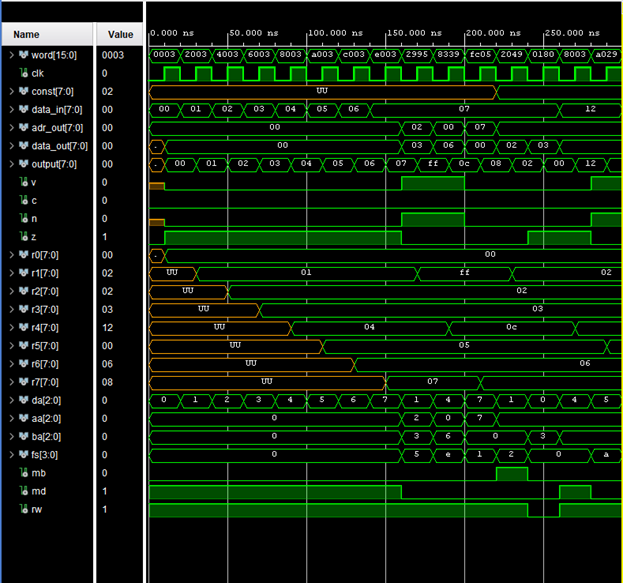 Name Value 0.000 ns 50.000 ns 100.000 ns 150.000 ns 200.000 ns 250.000 ns
word[15:0] 0003 0003 2003 4003 6003 8003 a003 c003 e003 2995 8339 fc05 2049 0180 8003 a029
clk 0
const[7:0] 02 UU
data_in[7:0] 00 00 01 02 03 04 05 06 07 12
adr_out[7:0] 00 00 02 00 07
data_out[7:0] 00 . 00 03 06 00 02 03
output[7:0] 00 . 00 01 02 03 04 05 06 07 ff 0c 08 02 00 12
v 0
c 0
n 0
z 1
r0[7:0] 00 . 00
r1[7:0] 02 UU 01 ff 02
r2[7:0] 02 UU 02
r3[7:0] 03 UU 03
r4[7:0] 12 UU 04 0c
r5[7:0] 00 UU 05
r6[7:0] 06 UU 06
r7[7:0] 08 UU 07
da[2:0] 0 0 1 2 3 4 5 6 7 1 4 7 1 0 4 5
aa[2:0] 0 0 2 0 7
ba[2:0] 0 0 3 6 0 3
fs[3:0] 0 0 5 e 1 2 0 a
mb 0
md 1
rw 1